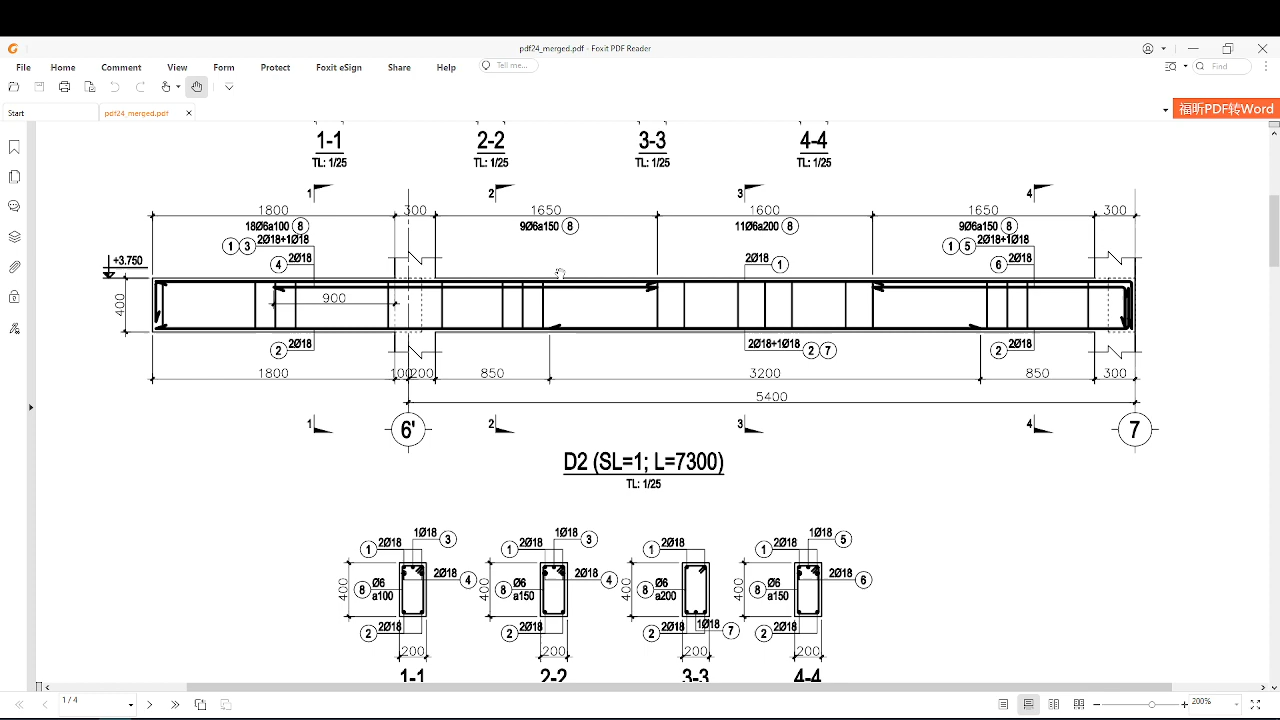 pdf24_merged.pdf - Foxit PDF Reader
File Home Comment View Form Protect Foxit eSign Share Help Tell me... Find
Start pdf24_merged.pdf 福昕PDF转Word
1-1 2-2 3-3 4-4
TL: 1/25 TL: 1/25 TL: 1/25 TL: 1/25
1 2 3 4
1800 300 1650 1600 1650 300
18Ø6a100 8 9Ø6a150 8 11Ø6a200 8 9Ø6a150 8
1 3 2Ø18+1Ø18 1 5 2Ø18+1Ø18
4 2Ø18 2Ø18 1 6 2Ø18
+3.750
400 900
2 2Ø18 2Ø18+1Ø18 2 7 2 2Ø18
1800 100 200 850 3200 850 300
5400
1 6' 2 3 4 7
D2 (SL=1; L=7300)
TL: 1/25
1Ø18 3 1Ø18 3 1Ø18 5
1 2Ø18 1 2Ø18 1 2Ø18 1 2Ø18
400 8 Ø6 a100 2Ø18 4 400 8 Ø6 a150 2Ø18 4 400 8 Ø6 a200 400 8 Ø6 a150 2Ø18 6
2 2Ø18 2 2Ø18 2 2Ø18 1Ø18 7 2 2Ø18
200 200 200 200
1-1 2-2 3-3 4-4
1 / 4 200%